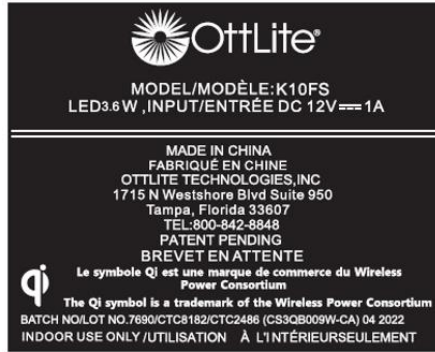 OttLite®
MODEL/MODÈLE:K10FS
LED3.6W ,INPUT/ENTRÉE DC 12V⎓1A
MADE IN CHINA
FABRIQUÉ EN CHINE
OTTLITE TECHNOLOGIES,INC
1715 N Westshore Blvd Suite 950
Tampa, Florida 33607
TEL:800-842-8848
PATENT PENDING
BREVET EN ATTENTE
Le symbole Qi est une marque de commerce du Wireless
Power Consortium
qi
The Qi symbol is a trademark of the Wireless Power Consortium
BATCH NO/LOT NO.7690/CTC8182/CTC2486 (CS3QB009W-CA) 04 2022
INDOOR USE ONLY/UTILISATION À L'INTÉRIEURSEULEMENT